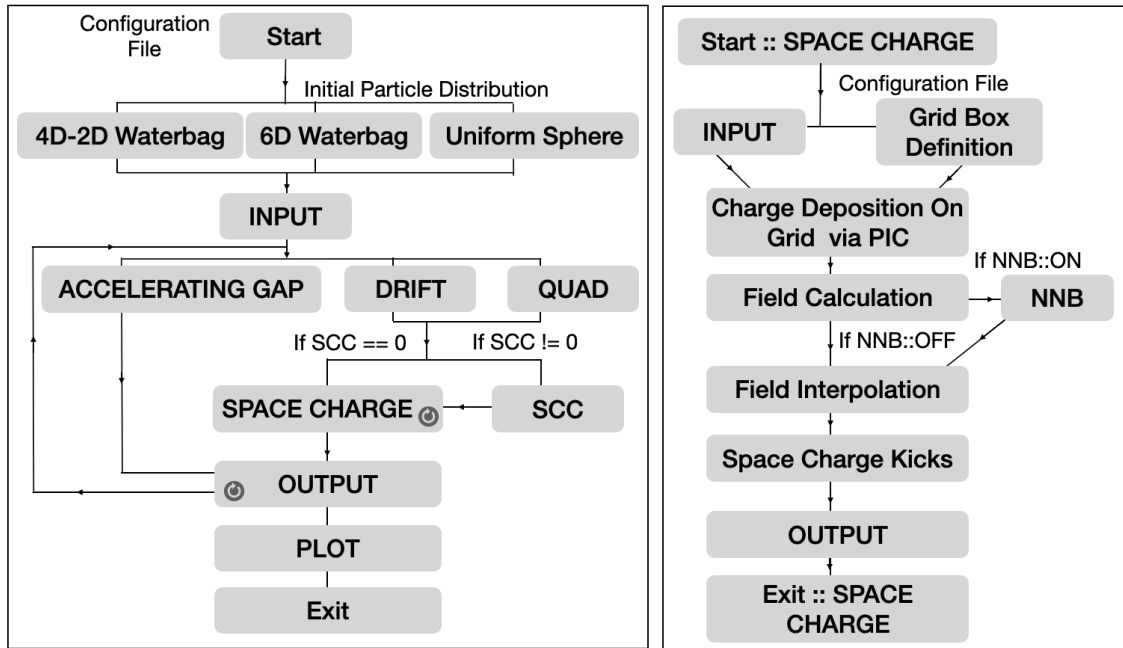 Configuration
File
Start
Initial Particle Distribution
4D-2D Waterbag
6D Waterbag
Uniform Sphere
INPUT
ACCELERATING GAP
DRIFT
QUAD
If SCC == 0
If SCC != 0
SPACE CHARGE
SCC
OUTPUT
PLOT
Exit
Start :: SPACE CHARGE
Configuration File
INPUT
Grid Box
Definition
Charge Deposition On
Grid via PIC
If NNB::ON
Field Calculation
NNB
If NNB::OFF
Field Interpolation
Space Charge Kicks
OUTPUT
Exit :: SPACE
CHARGE